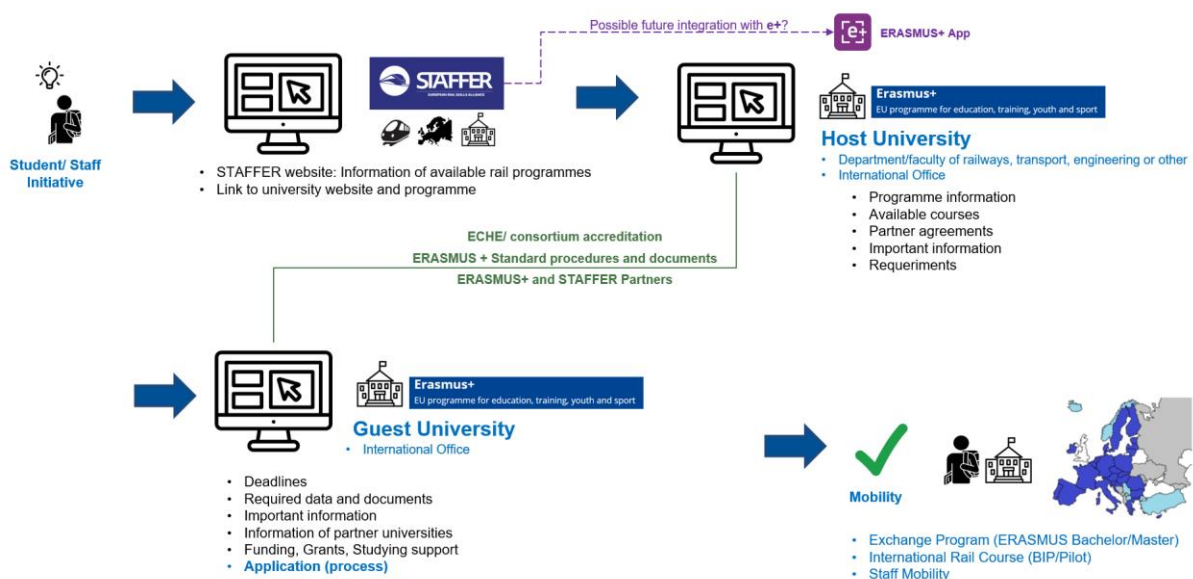 Possible future integration with e+?
e+
ERASMUS+ App
STAFFER
EUROPEAN RAIL SKILLS ALLIANCE
Student/ Staff
Initiative
• STAFFER website: Information of available rail programmes
• Link to university website and programme
Erasmus+
EU programme for education, training, youth and sport
Host University
• Department/faculty of railways, transport, engineering or other
• International Office
• Programme information
• Available courses
• Partner agreements
• Important information
• Requeriments
ECHE/ consortium accreditation
ERASMUS + Standard procedures and documents
ERASMUS+ and STAFFER Partners
Erasmus+
EU programme for education, training, youth and sport
Guest University
• International Office
• Deadlines
• Required data and documents
• Important information
• Information of partner universities
• Funding, Grants, Studying support
• Application (process)
Mobility
• Exchange Program (ERASMUS Bachelor/Master)
• International Rail Course (BIP/Pilot)
• Staff Mobility